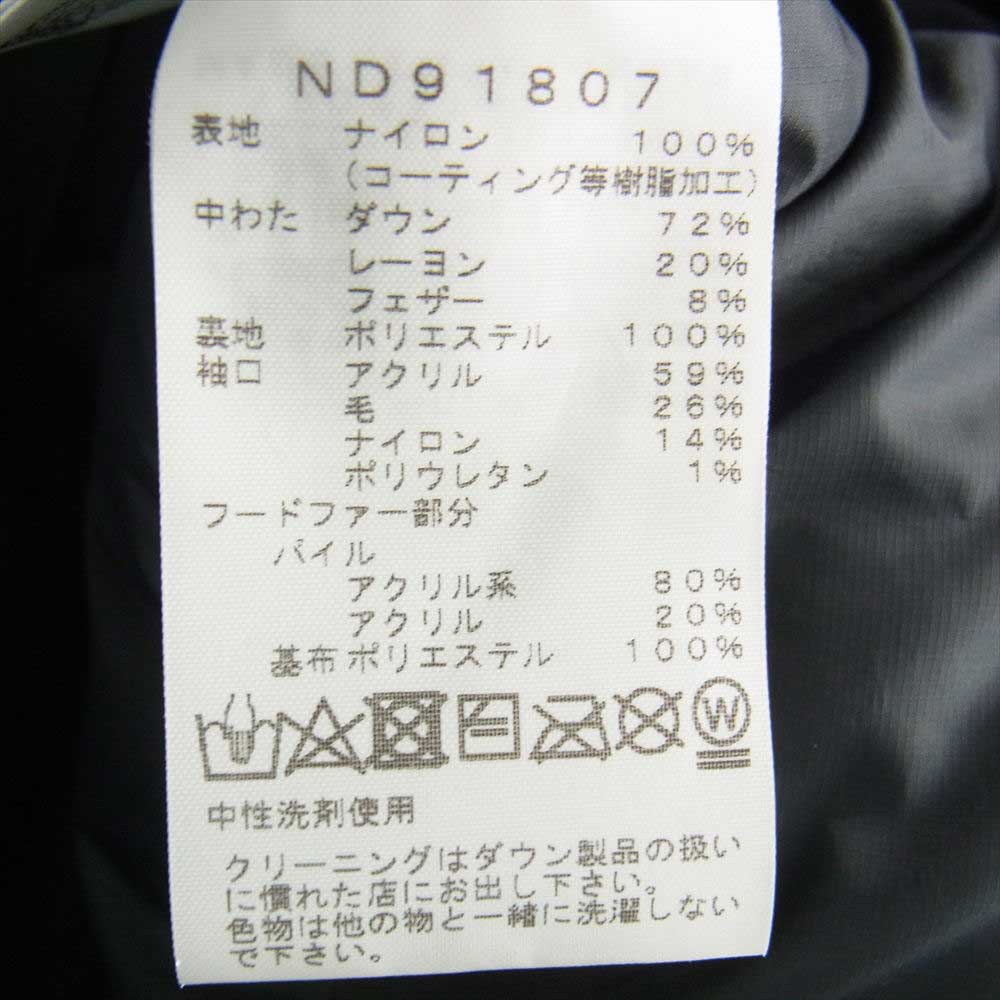 ND91807
表地 ナイロン 100%
(コーティング等樹脂加工)
中わた ダウン 72%
レーヨン 20%
フェザー 8%
裏地 ポリエステル 100%
袖口 アクリル 59%
毛 26%
ナイロン 14%
ポリウレタン 1%
フードファー部分
パイル
アクリル系 80%
アクリル 20%
基布 ポリエステル 100%
W
中性洗剤使用
クリーニングはダウン製品の扱い
に慣れた店にお出し下さい。
色物は他の物と一緒に洗濯しない
で下さい。